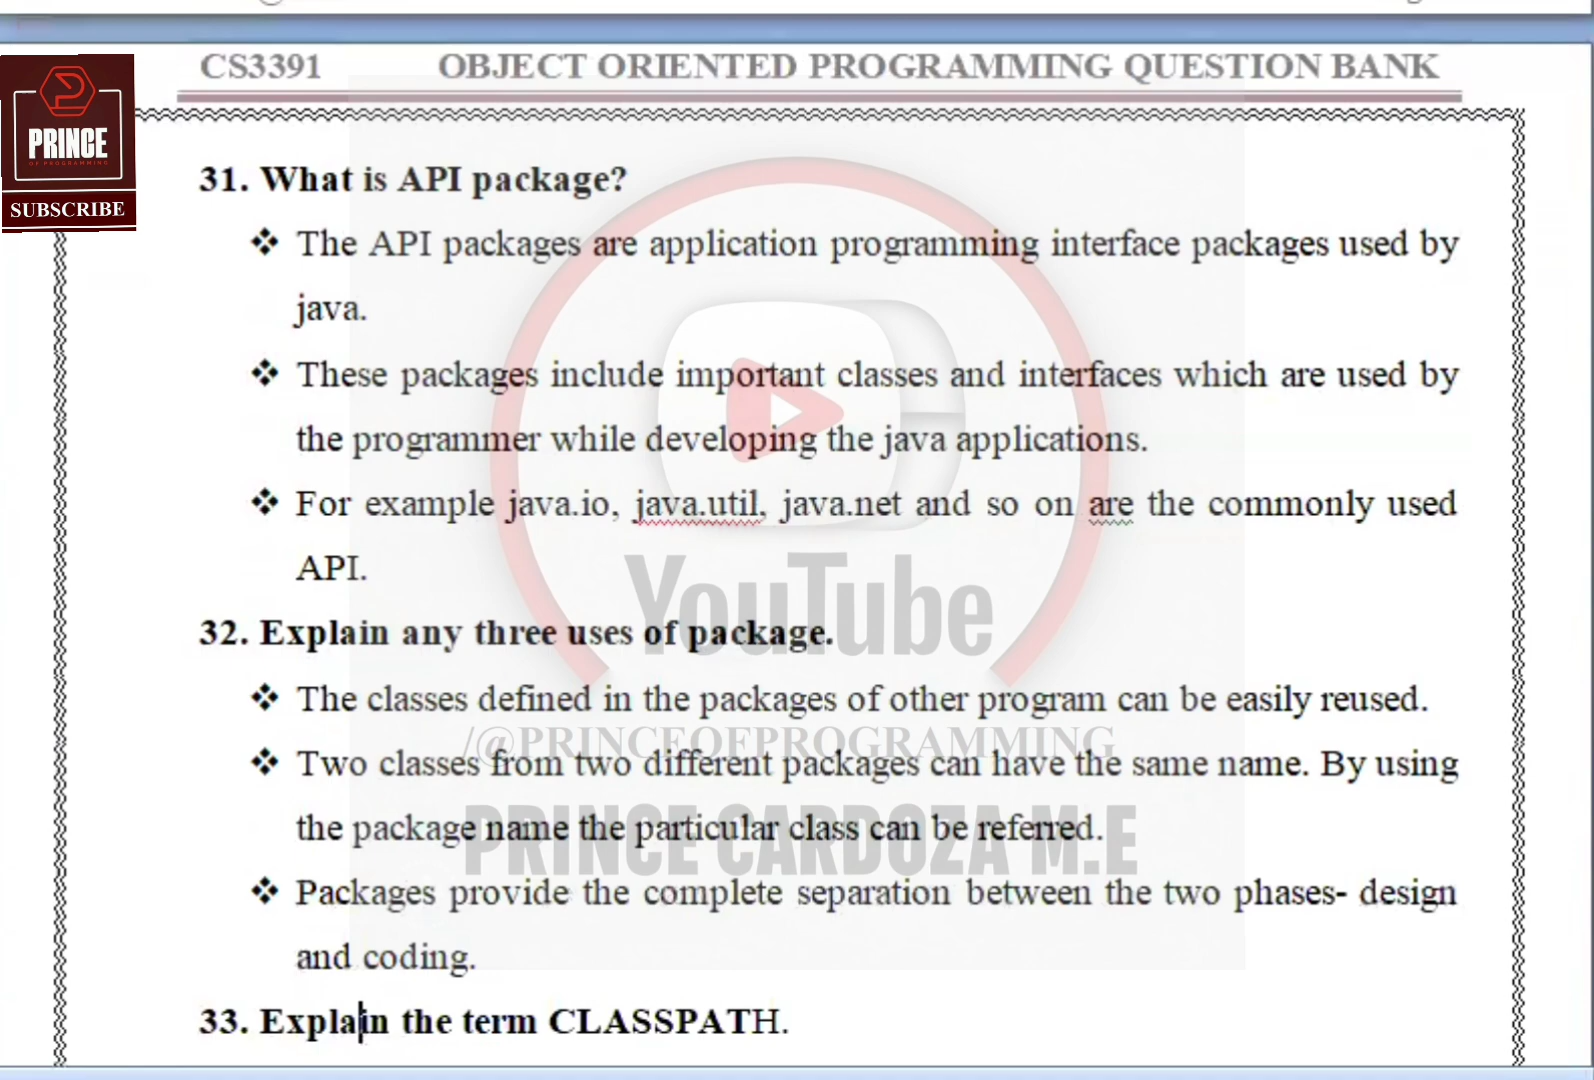 CS3391 OBJECT ORIENTED PROGRAMMING QUESTION BANK
PRINCE
OF PROGRAMMING
SUBSCRIBE
31. What is API package?
❖ The API packages are application programming interface packages used by
java.
❖ These packages include important classes and interfaces which are used by
the programmer while developing the java applications.
❖ For example java.io, java.util, java.net and so on are the commonly used
API.
YouTube
32. Explain any three uses of package.
❖ The classes defined in the packages of other program can be easily reused.
/@PRINCEOFPROGRAMMING
❖ Two classes from two different packages can have the same name. By using
the package name the particular class can be referred.
PRINCE CARDOZA M.E
❖ Packages provide the complete separation between the two phases- design
and coding.
33. Explain the term CLASSPATH.